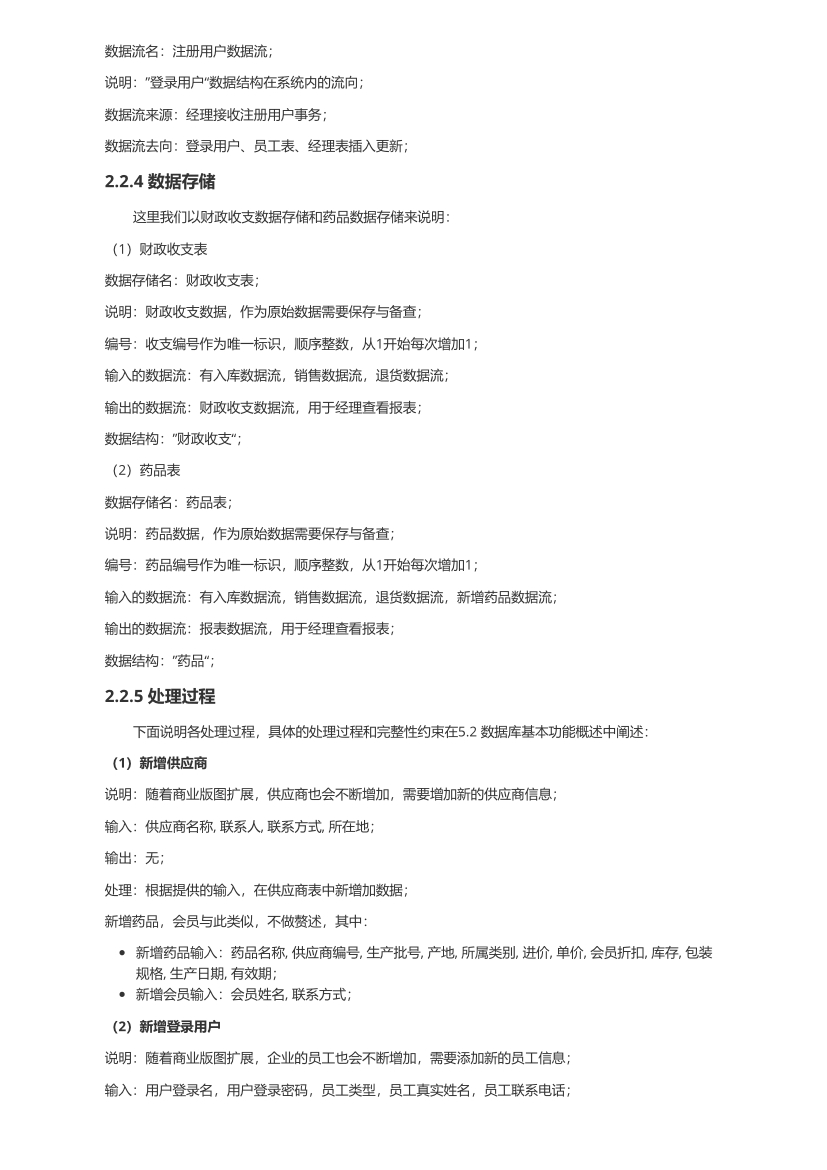 数据流名：注册用户数据流；
说明：”登录用户“数据结构在系统内的流向；
数据流来源：经理接收注册用户事务；
数据流去向：登录用户、员工表、经理表插入更新；
2.2.4 数据存储
这里我们以财政收支数据存储和药品数据存储来说明：
（1）财政收支表
数据存储名：财政收支表；
说明：财政收支数据，作为原始数据需要保存与备查；
编号：收支编号作为唯一标识，顺序整数，从1开始每次增加1；
输入的数据流：有入库数据流，销售数据流，退货数据流；
输出的数据流：财政收支数据流，用于经理查看报表；
数据结构：”财政收支“；
（2）药品表
数据存储名：药品表；
说明：药品数据，作为原始数据需要保存与备查；
编号：药品编号作为唯一标识，顺序整数，从1开始每次增加1；
输入的数据流：有入库数据流，销售数据流，退货数据流，新增药品数据流；
输出的数据流：报表数据流，用于经理查看报表；
数据结构：”药品“；
2.2.5 处理过程
下面说明各处理过程，具体的处理过程和完整性约束在5.2 数据库基本功能概述中阐述：
（1）新增供应商
说明：随着商业版图扩展，供应商也会不断增加，需要增加新的供应商信息；
输入：供应商名称, 联系人, 联系方式, 所在地；
输出：无；
处理：根据提供的输入，在供应商表中新增加数据；
新增药品，会员与此类似，不做赘述，其中：
• 新增药品输入：药品名称, 供应商编号, 生产批号, 产地, 所属类别, 进价, 单价, 会员折扣, 库存, 包装
规格, 生产日期, 有效期；
• 新增会员输入：会员姓名, 联系方式；
（2）新增登录用户
说明：随着商业版图扩展，企业的员工也会不断增加，需要添加新的员工信息；
输入：用户登录名，用户登录密码，员工类型，员工真实姓名，员工联系电话；